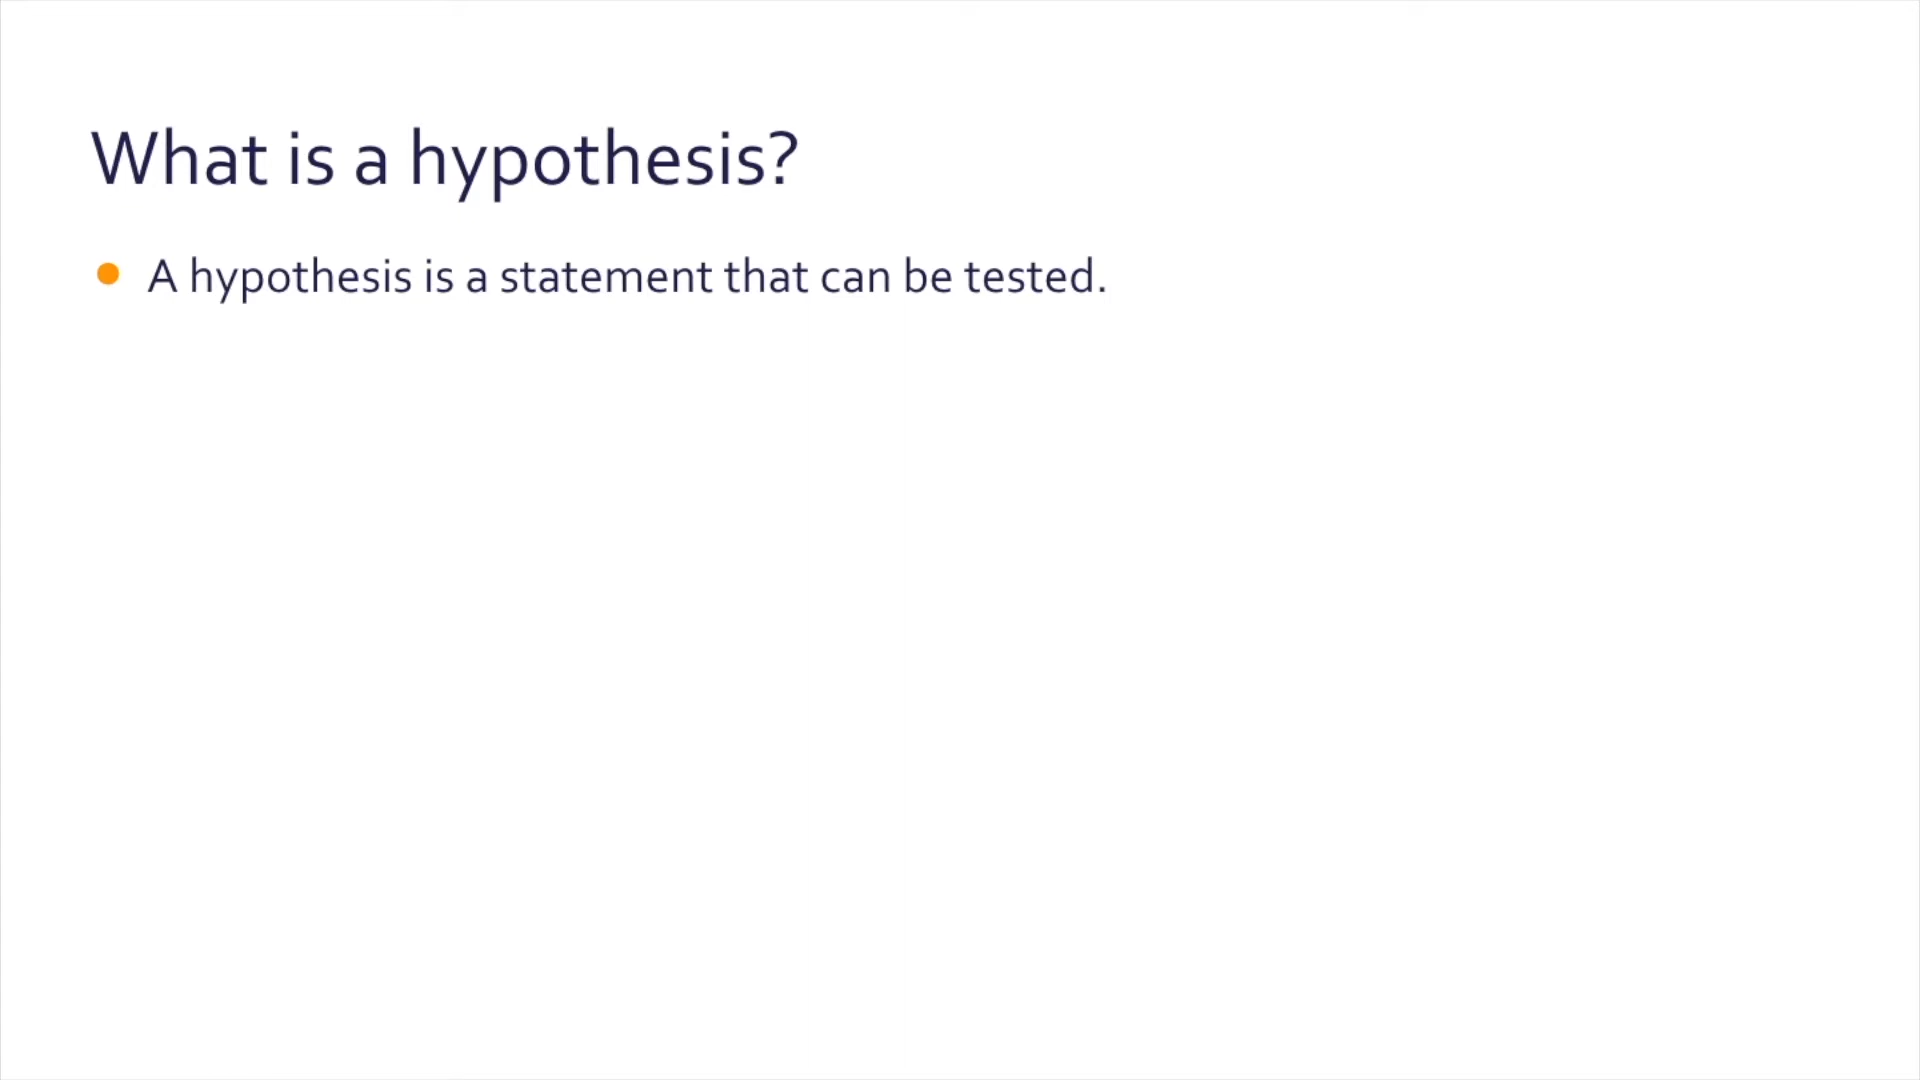 What is a hypothesis?
A hypothesis is a statement that can be tested.